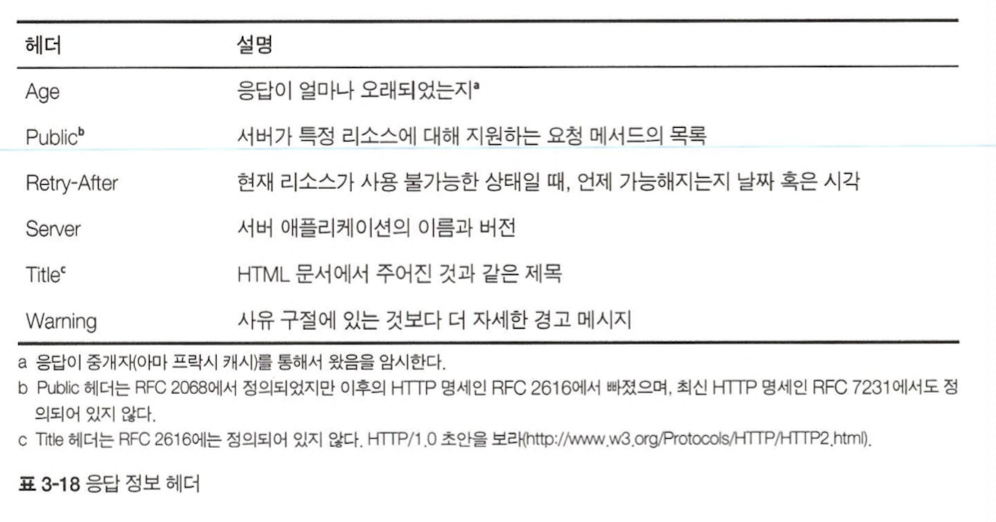 헤더 설명
Age 응답이 얼마나 오래되었는지a
Publicb 서버가 특정 리소스에 대해 지원하는 요청 메서드의 목록
Retry-After 현재 리소스가 사용 불가능한 상태일 때, 언제 가능해지는지 날짜 혹은 시각
Server 서버 애플리케이션의 이름과 버전
Titlec HTML 문서에서 주어진 것과 같은 제목
Warning 사유 구절에 있는 것보다 더 자세한 경고 메시지
a 응답이 중개자(아마 프락시 캐시)를 통해서 왔음을 암시한다.
b Public 헤더는 RFC 2068에서 정의되었지만 이후의 HTTP 명세인 RFC 2616에서 빠졌으며, 최신 HTTP 명세인 RFC 7231에서도 정
의되어 있지 않다.
c Title 헤더는 RFC 2616에는 정의되어 있지 않다. HTTP/1.0 초안을 보라(http://www.w3.org/Protocols/HTTP/HTTP2.html).
표 3-18 응답 정보 헤더